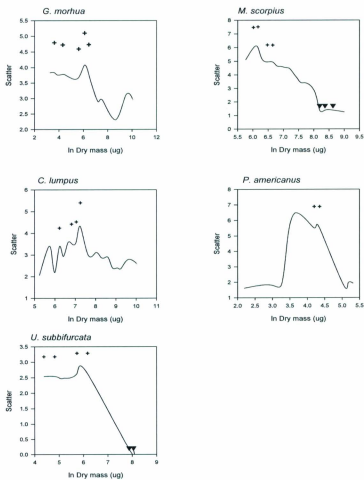 G. morhua
5.5
5.0
4.5
4.0
3.5
3.0
2.5
2.0
Scatter
2 4 6 8 10 12
ln Dry mass (ug)
M. scorpius
8
7
6
5
4
3
2
1
0
Scatter
5.5 6.0 6.5 7.0 7.5 8.0 8.5 9.0 9.5
ln Dry mass (ug)
C. lumpus
6
5
4
3
2
1
Scatter
5 6 7 8 9 10 11
ln Dry mass (ug)
P. americanus
8
7
6
5
4
3
2
1
Scatter
2.0 2.5 3.0 3.5 4.0 4.5 5.0 5.5
ln Dry mass (ug)
U. subbifurcata
3.5
3.0
2.5
2.0
1.5
1.0
0.5
0.0
Scatter
4 5 6 7 8 9
ln Dry mass (ug)